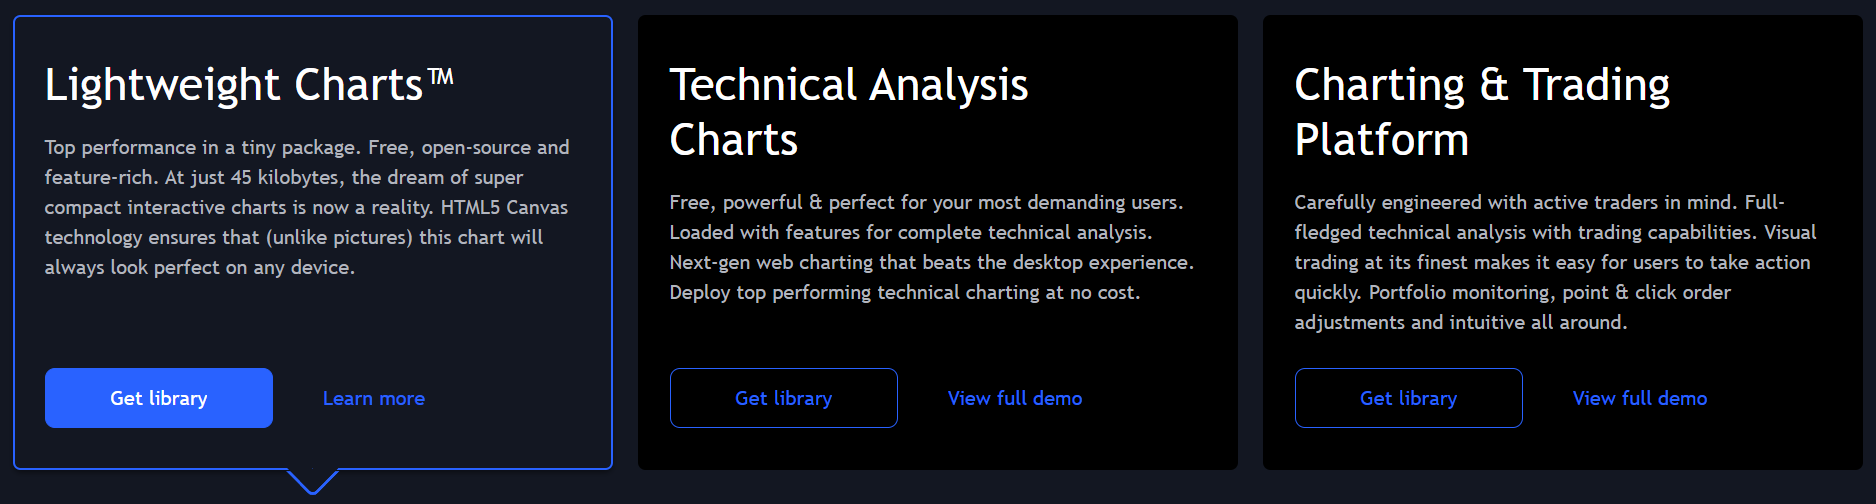 Lightweight Charts™
Top performance in a tiny package. Free, open-source and
feature-rich. At just 45 kilobytes, the dream of super
compact interactive charts is now a reality. HTML5 Canvas
technology ensures that (unlike pictures) this chart will
always look perfect on any device.
Get library
Learn more
Technical Analysis
Charts
Free, powerful & perfect for your most demanding users.
Loaded with features for complete technical analysis.
Next-gen web charting that beats the desktop experience.
Deploy top performing technical charting at no cost.
Get library
View full demo
Charting & Trading
Platform
Carefully engineered with active traders in mind. Full-
fledged technical analysis with trading capabilities. Visual
trading at its finest makes it easy for users to take action
quickly. Portfolio monitoring, point & click order
adjustments and intuitive all around.
Get library
View full demo